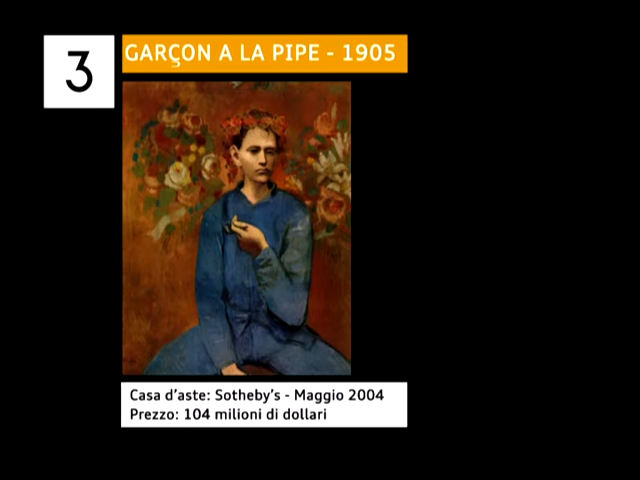 3
GARÇON A LA PIPE - 1905
Casa d'aste: Sotheby's - Maggio 2004
Prezzo: 104 milioni di dollari